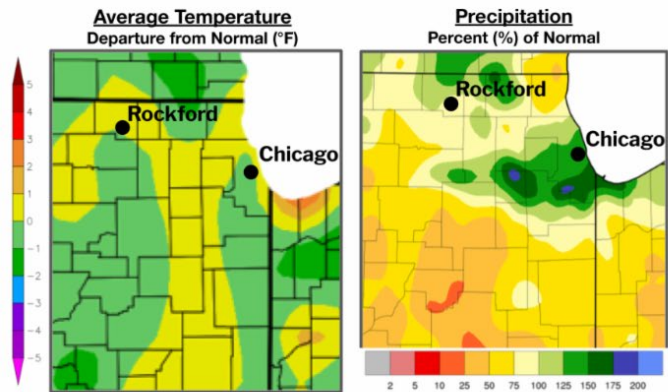 Average Temperature
Departure from Normal (°F)
Precipitation
Percent (%) of Normal
5
4
3
2
1
0
−1
−2
−3
−4
−5
Rockford
Chicago
Rockford
Chicago
2 5 10 25 50 75 100 125 150 175 200